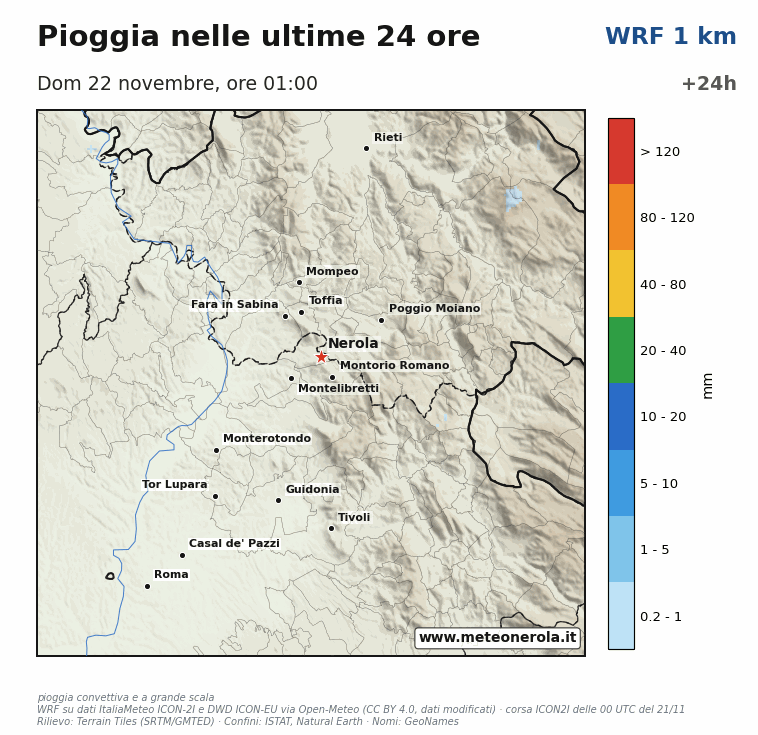 Pioggia nelle ultime 24 ore
WRF 1 km
Dom 22 novembre, ore 01:00
+24h
Rieti
Mompeo
Toffia
Fara in Sabina
Poggio Moiano
Nerola
Montorio Romano
Montelibretti
Monterotondo
Tor Lupara
Guidonia
Tivoli
Casal de' Pazzi
Roma
www.meteonerola.it
> 120
80 - 120
40 - 80
20 - 40
10 - 20
5 - 10
1 - 5
0.2 - 1
mm
pioggia convettiva e a grande scala
WRF su dati ItaliaMeteo ICON-2I e DWD ICON-EU via Open-Meteo (CC BY 4.0, dati modificati) · corsa ICON2I delle 00 UTC del 21/11
Rilievo: Terrain Tiles (SRTM/GMTED) · Confini: ISTAT, Natural Earth · Nomi: GeoNames